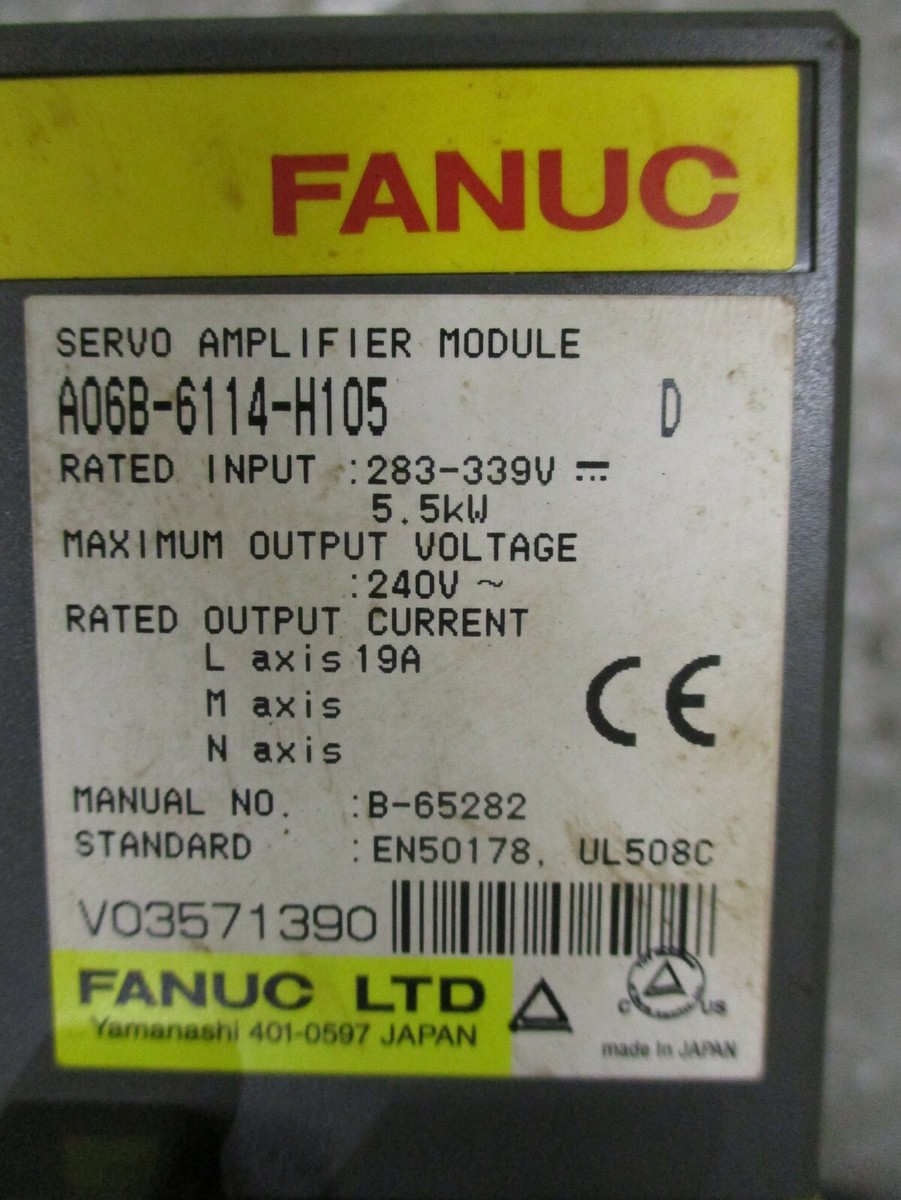 FANUC
SERVO AMPLIFIER MODULE
A06B-6114-H105 D
RATED INPUT :283-339V ⎓
5.5kW
MAXIMUM OUTPUT VOLTAGE
:240V ~
RATED OUTPUT CURRENT
L axis 19A
M axis
N axis
CE
MANUAL NO. :B-65282
STANDARD :EN50178, UL508C
V03571390
FANUC LTD
Yamanashi 401-0597 JAPAN
C US
made in JAPAN